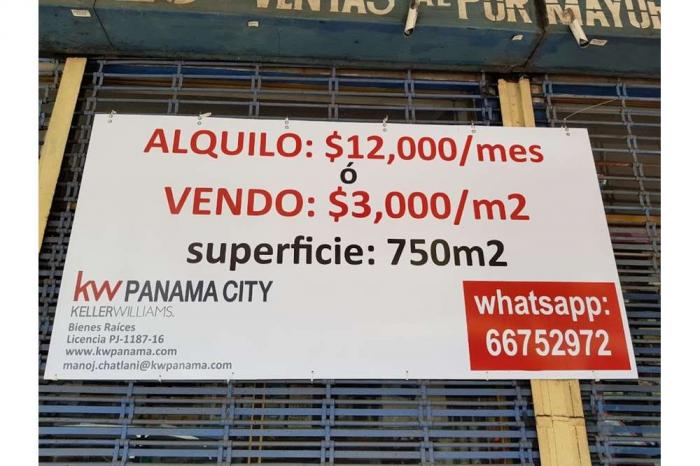 VENTAS AL POR MAYOR
ALQUILO: $12,000/mes
ó
VENDO: $3,000/m2
superficie: 750m2
kw PANAMA CITY
KELLERWILLIAMS.
Bienes Raíces
Licencia PJ-1187-16
www.kwpanama.com
manoj.chatlani@kwpanama.com
whatsapp:
66752972